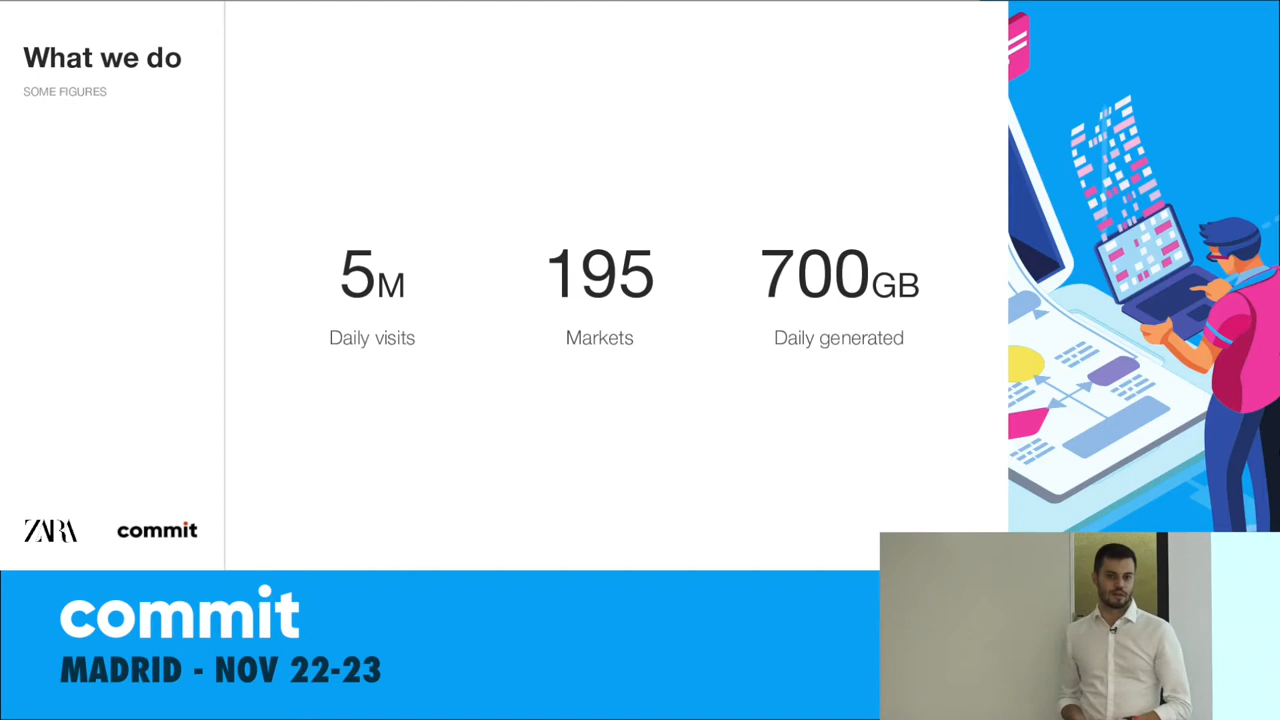 What we do
SOME FIGURES
5M
195
700GB
Daily visits
Markets
Daily generated
ZARA
commit
commit
MADRID - NOV 22-23